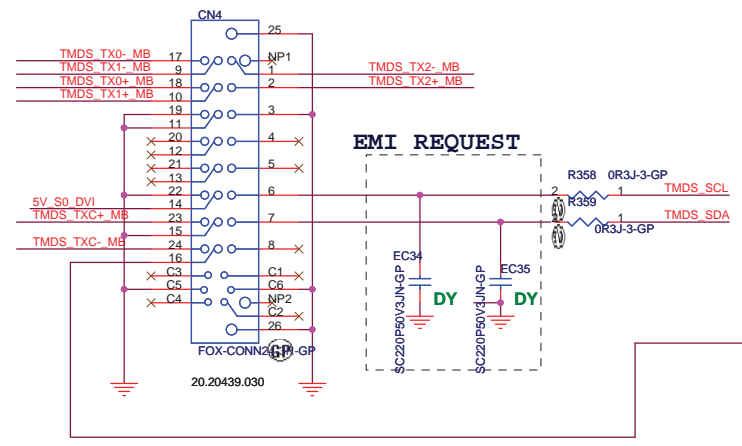 CN4
25
TMDS_TX0-_MB 17 NP1
TMDS_TX1-_MB 9 1 TMDS_TX2-_MB
TMDS_TX0+_MB 18 2 TMDS_TX2+_MB
TMDS_TX1+_MB 10
19 3
11
20 4
12
21 5
13
22 6
5V_S0_DVI 14
TMDS_TXC+_MB 23 7
15
TMDS_TXC-_MB 24 8
16
C3 C1
C5 C6
C4 NP2
C2
26
GP
20.20439.030
EMI REQUEST
R358 0R3J-3-GP
2 1 TMDS_SCL
R359
2 1 TMDS_SDA
0R3J-3-GP
EC34
DY
SC220P50V3JN-GP
EC35
DY
SC220P50V3JN-GP